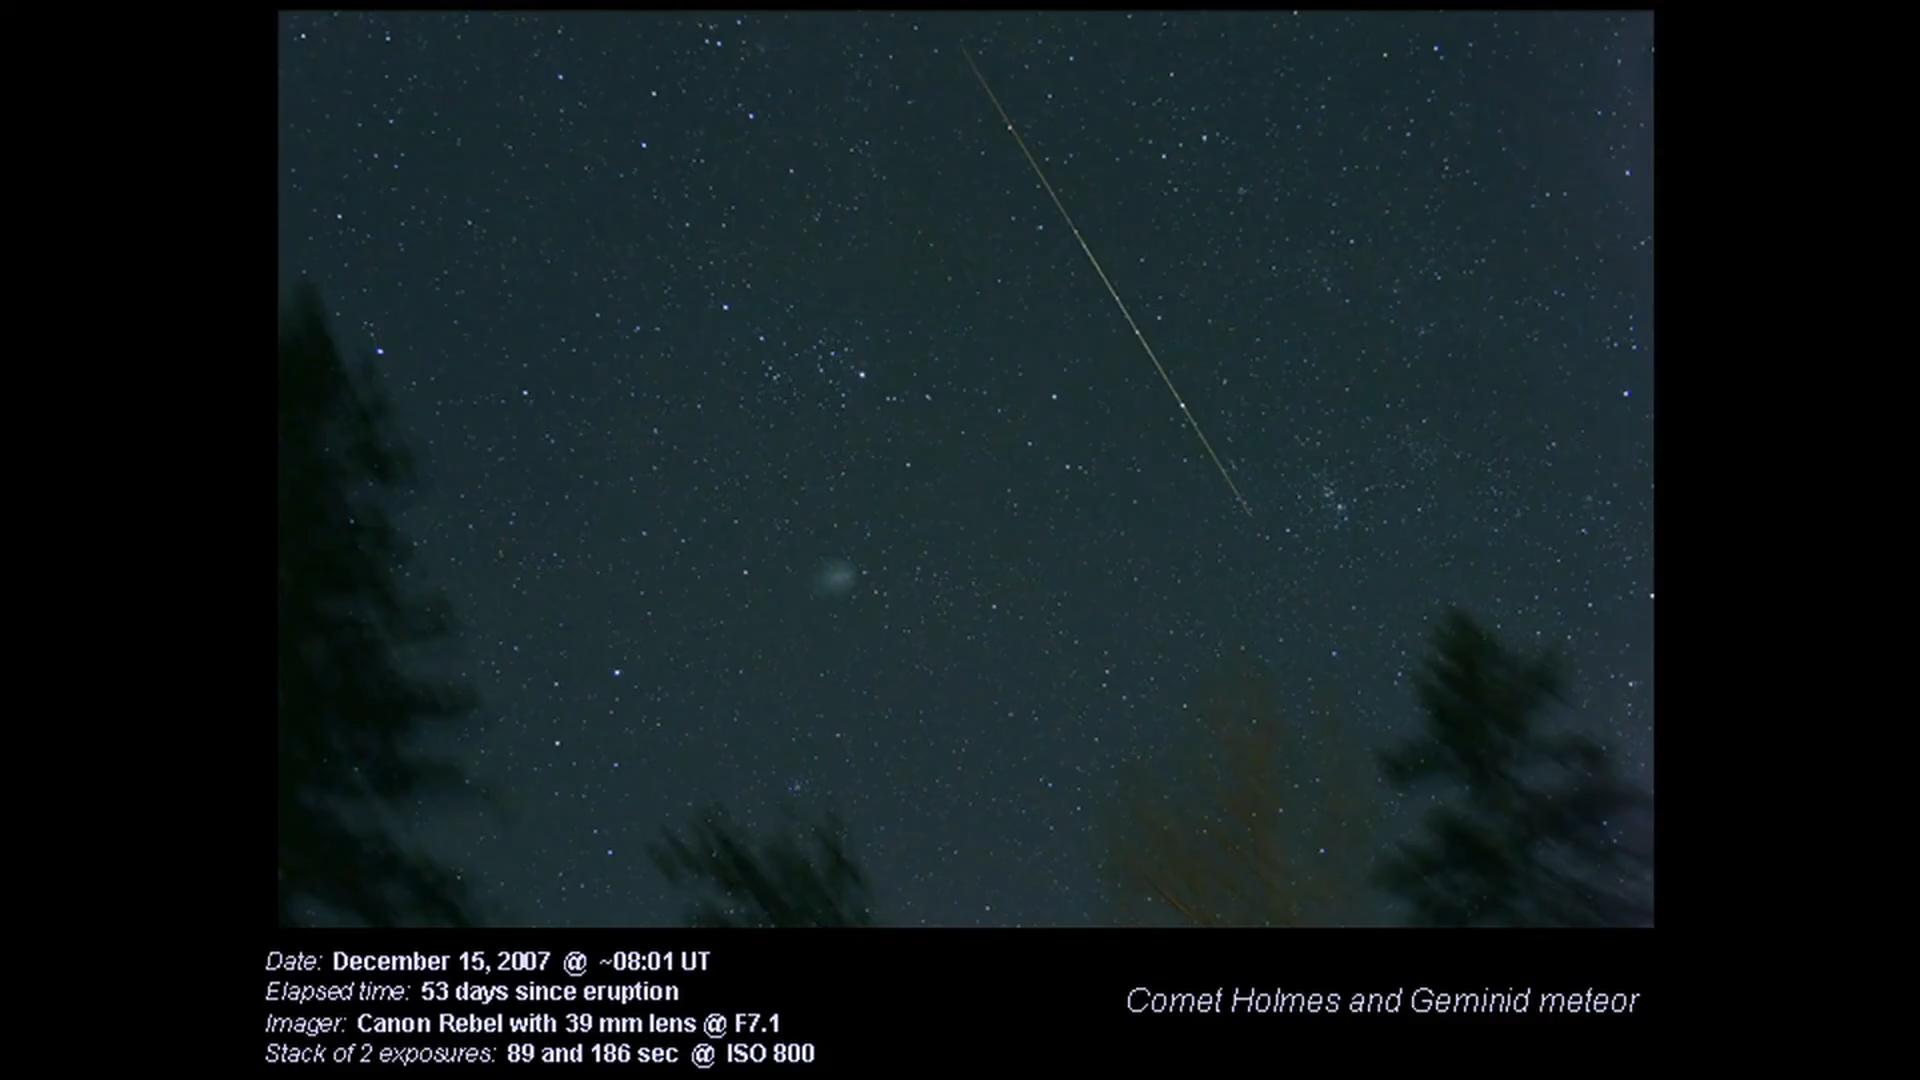 Date: December 15, 2007 @ ~08:01 UT
Elapsed time: 53 days since eruption
Imager: Canon Rebel with 39 mm lens @ F7.1
Stack of 2 exposures: 89 and 186 sec @ ISO 800
Comet Holmes and Geminid meteor